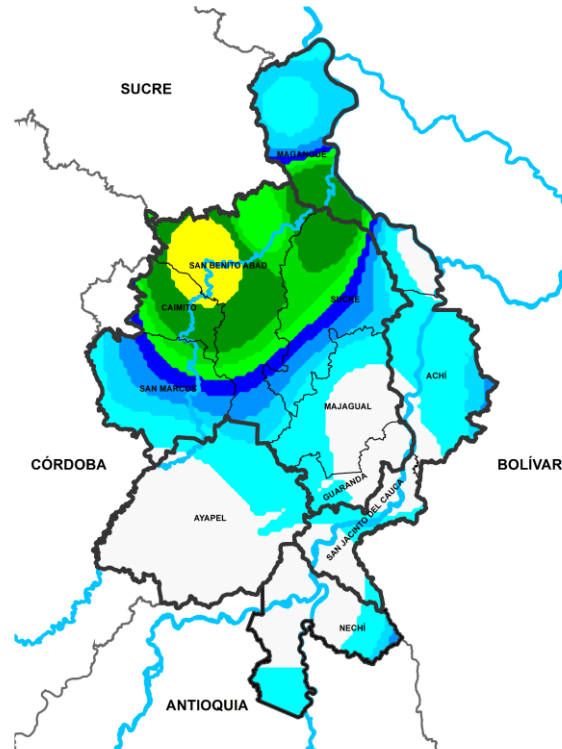 SUCRE
MAGANGUÉ
SAN BENITO ABAD
CAIMITO
SUCRE
ACHÍ
SAN MARCOS
MAJAGUAL
CÓRDOBA
BOLÍVAR
GUARANDA
AYAPEL
SAN JACINTO DEL CAUCA
NECHÍ
ANTIOQUIA